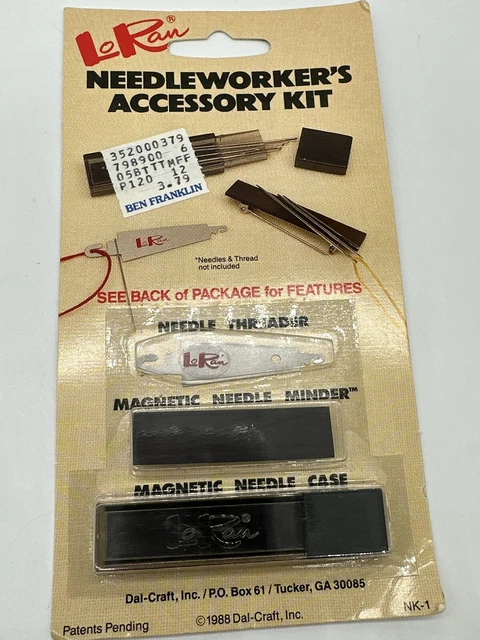 LoRan®
NEEDLEWORKER'S
ACCESSORY KIT
352000379
798900 6
05BTTTMFF
P120 12
3.79
BEN FRANKLIN
LoRan
*Needles & Thread
not included
SEE BACK of PACKAGE for FEATURES
NEEDLE THREADER
LoRan
MAGNETIC NEEDLE MINDER™
MAGNETIC NEEDLE CASE
LoRan®
Dal-Craft, Inc. / P.O. Box 61 / Tucker, GA 30085
Patents Pending
©1988 Dal-Craft, Inc.
NK-1